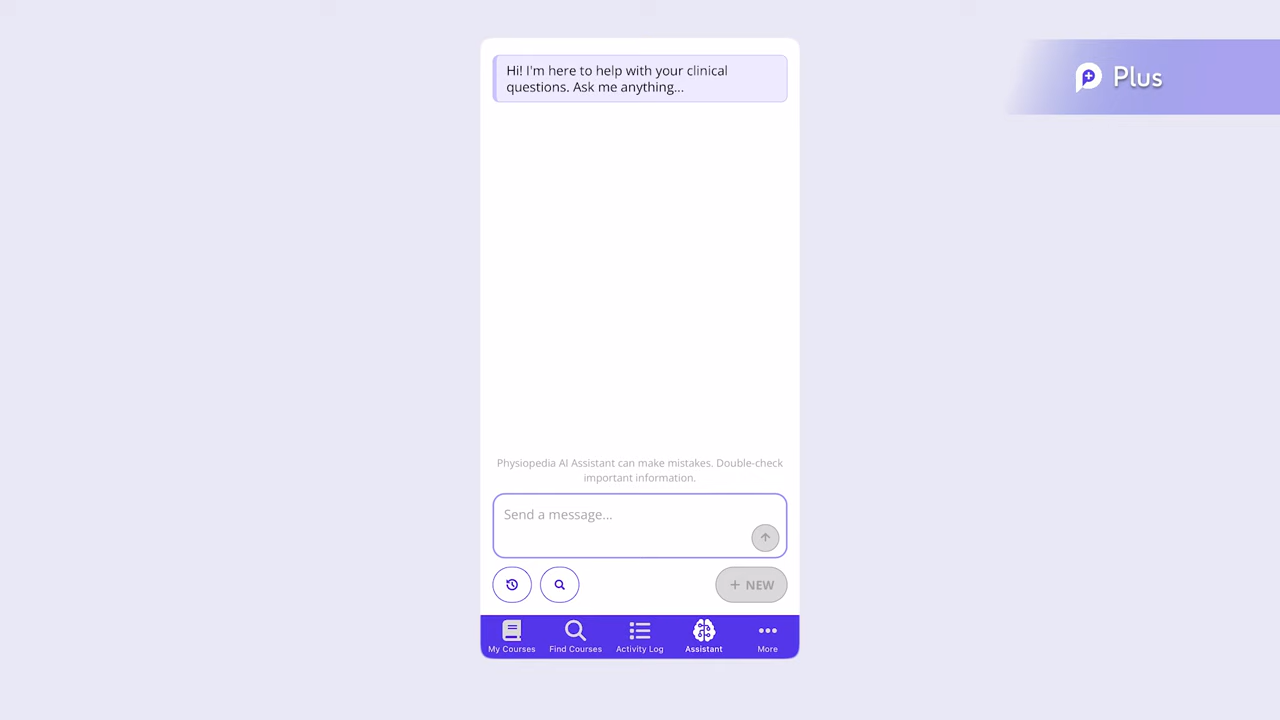 Hi! I'm here to help with your clinical
questions. Ask me anything...
Plus
Physiopedia AI Assistant can make mistakes. Double-check
important information.
Send a message...
+ NEW
My Courses
Find Courses
Activity Log
Assistant
More